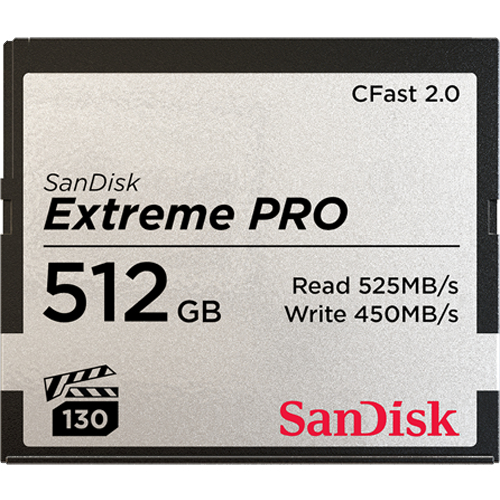 CFast 2.0
SanDisk
Extreme PRO
512 GB
Read 525MB/s
Write 450MB/s
130
SanDisk